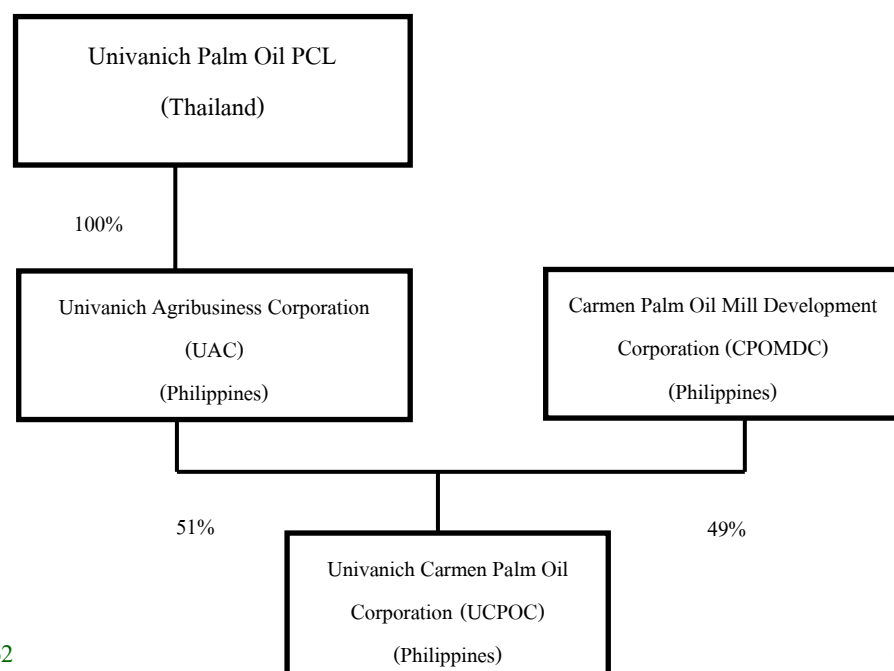 Univanich Palm Oil PCL
(Thailand)
100%
Univanich Agribusiness Corporation
(UAC)
(Philippines)
Carmen Palm Oil Mill Development
Corporation (CPOMDC)
(Philippines)
51%
49%
Univanich Carmen Palm Oil
Corporation (UCPOC)
(Philippines)